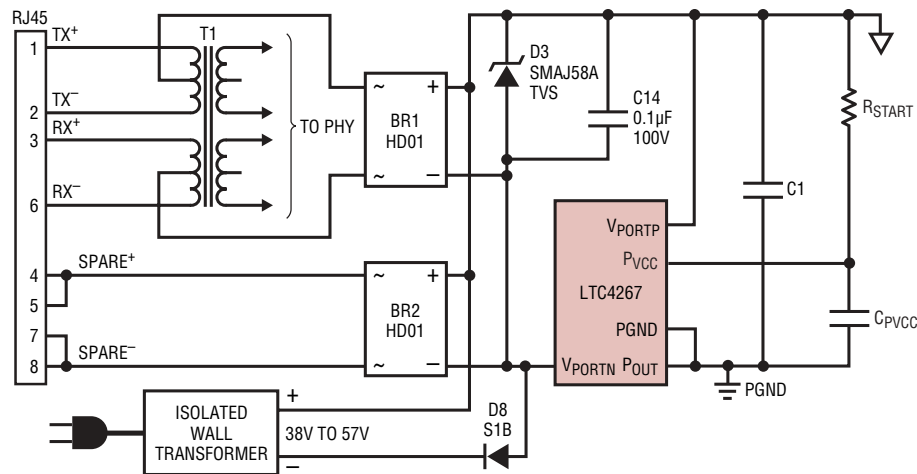 RJ45
1
TX+
2
TX−
3
RX+
6
RX−
4
SPARE+
5
7
8
SPARE−
T1
TO PHY
~
+
BR1
HD01
~
−
~
+
BR2
HD01
~
−
D3
SMAJ58A
TVS
C14
0.1µF
100V
RSTART
C1
VPORTP
PVCC
LTC4267
PGND
VPORTN POUT
CPVCC
PGND
ISOLATED
WALL
TRANSFORMER
+
38V TO 57V
−
D8
S1B